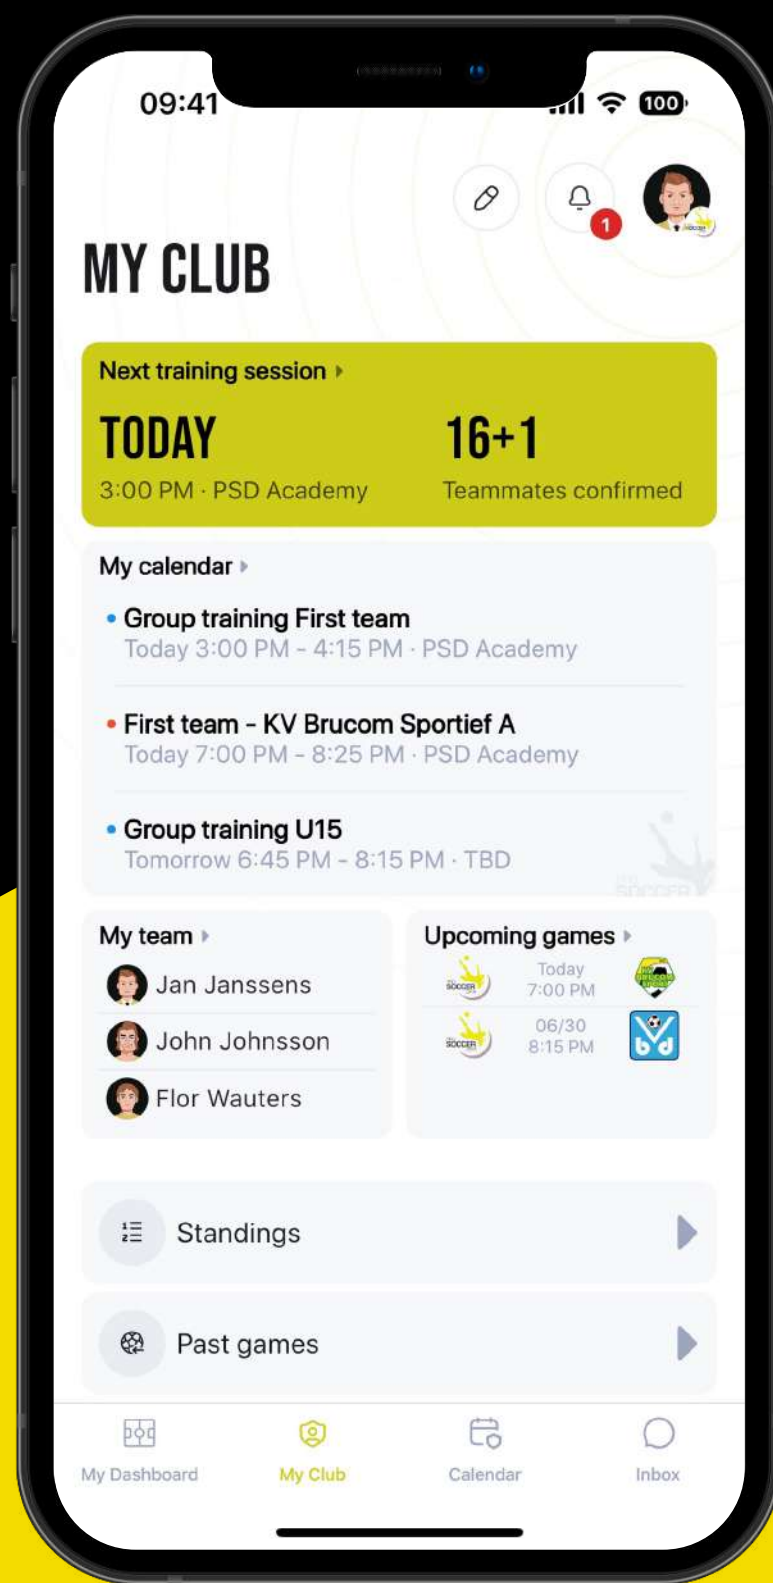 09:41
100
1
MY CLUB
Next training session
TODAY
16+1
3:00 PM · PSD Academy
Teammates confirmed
My calendar
Group training First team
Today 3:00 PM - 4:15 PM · PSD Academy
First team - KV Brucom Sportief A
Today 7:00 PM - 8:25 PM · PSD Academy
Group training U15
Tomorrow 6:45 PM - 8:15 PM · TBD
SOCCER
My team
Jan Janssens
John Johnsson
Flor Wauters
Upcoming games
SOCCER
Today
7:00 PM
SOCCER
06/30
8:15 PM
Vbd
Standings
Past games
My Dashboard
My Club
Calendar
Inbox